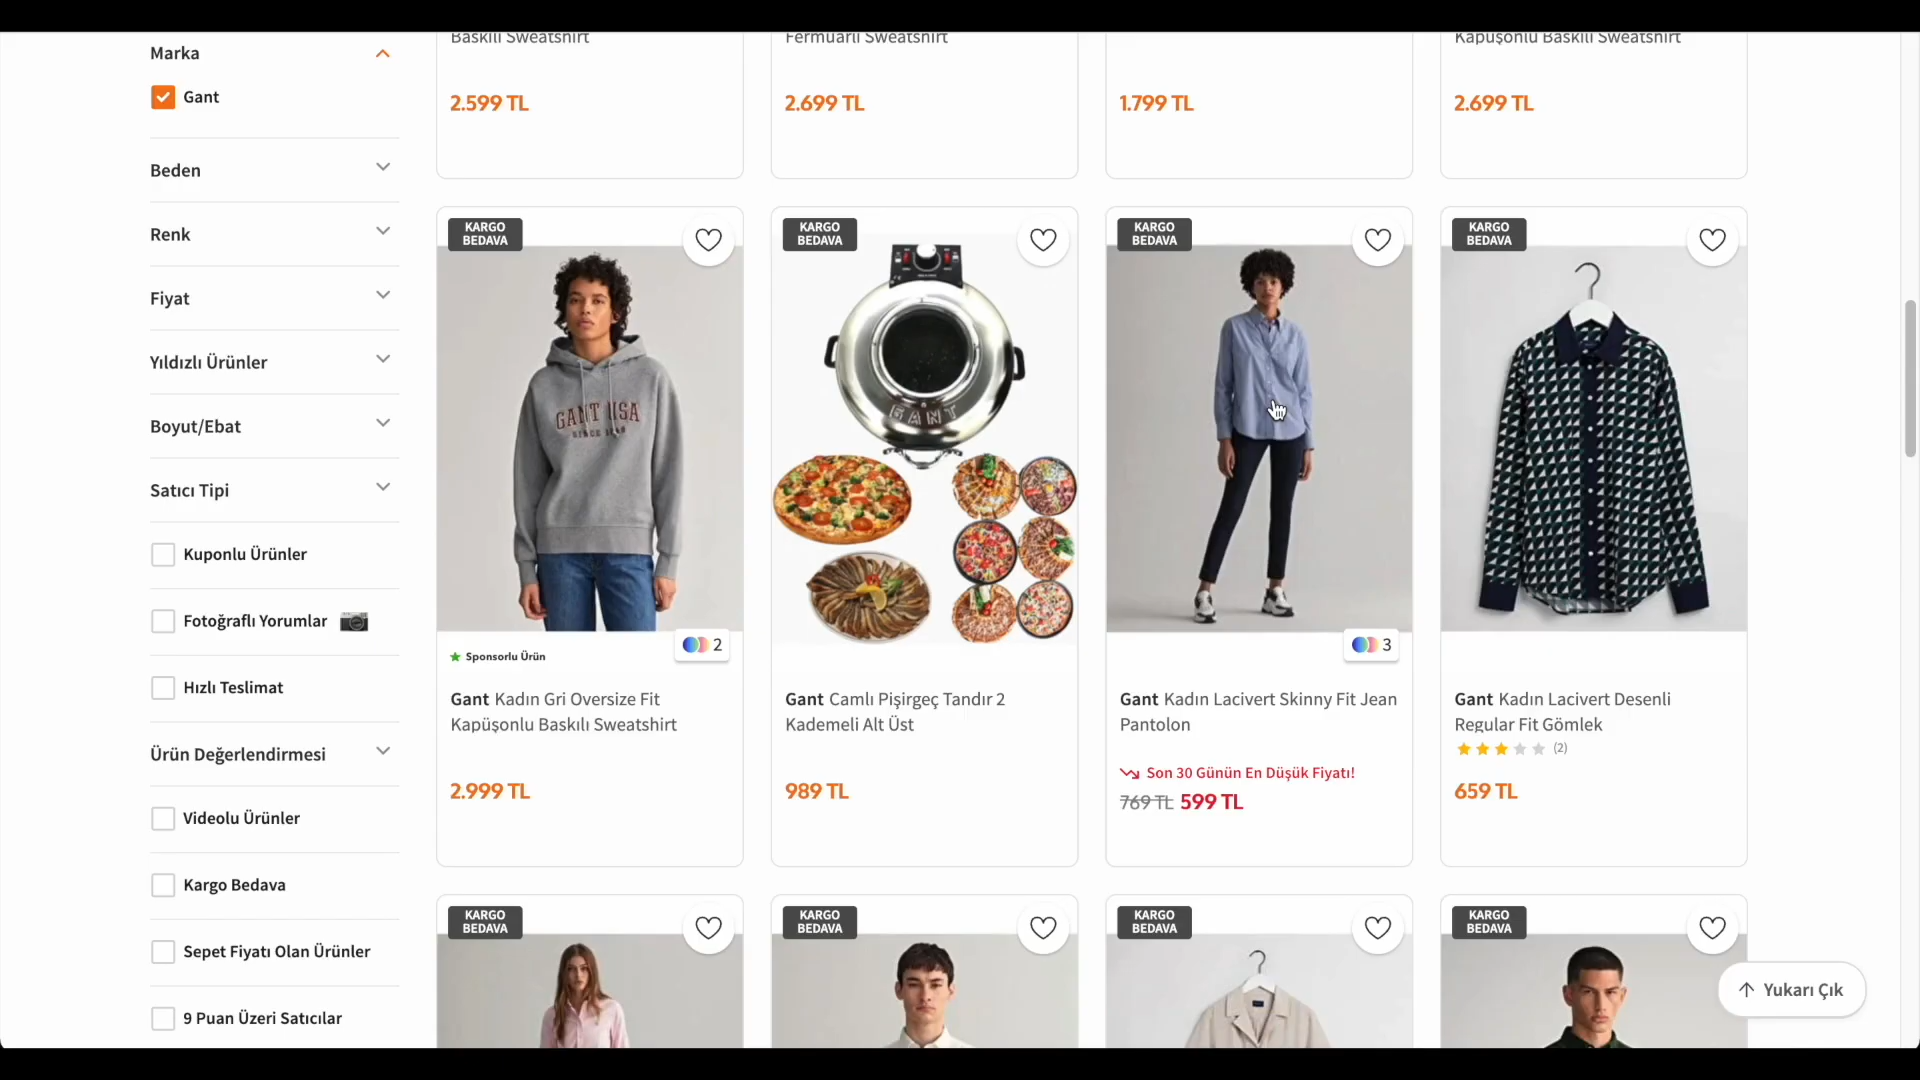 Marka
Gant
Beden
Renk
Fiyat
Yıldızlı Ürünler
Boyut/Ebat
Satıcı Tipi
Kuponlu Ürünler
Fotoğraflı Yorumlar
Hızlı Teslimat
Ürün Değerlendirmesi
Videolu Ürünler
Kargo Bedava
Sepet Fiyatı Olan Ürünler
9 Puan Üzeri Satıcılar
Baskılı Sweatshirt
2.599 TL
Fermuarlı Sweatshirt
2.699 TL
1.799 TL
Kapüşonlu Baskılı Sweatshirt
2.699 TL
KARGO
BEDAVA
GANT USA
SINCE 1949
2
Sponsorlu Ürün
Gant Kadın Gri Oversize Fit
Kapüşonlu Baskılı Sweatshirt
2.999 TL
KARGO
BEDAVA
GANT
Gant Camlı Pişirgeç Tandır 2
Kademeli Alt Üst
989 TL
KARGO
BEDAVA
3
Gant Kadın Lacivert Skinny Fit Jean
Pantolon
Son 30 Günün En Düşük Fiyatı!
769 TL 599 TL
KARGO
BEDAVA
Gant Kadın Lacivert Desenli
Regular Fit Gömlek
(2)
659 TL
KARGO
BEDAVA
KARGO
BEDAVA
KARGO
BEDAVA
KARGO
BEDAVA
Yukarı Çık